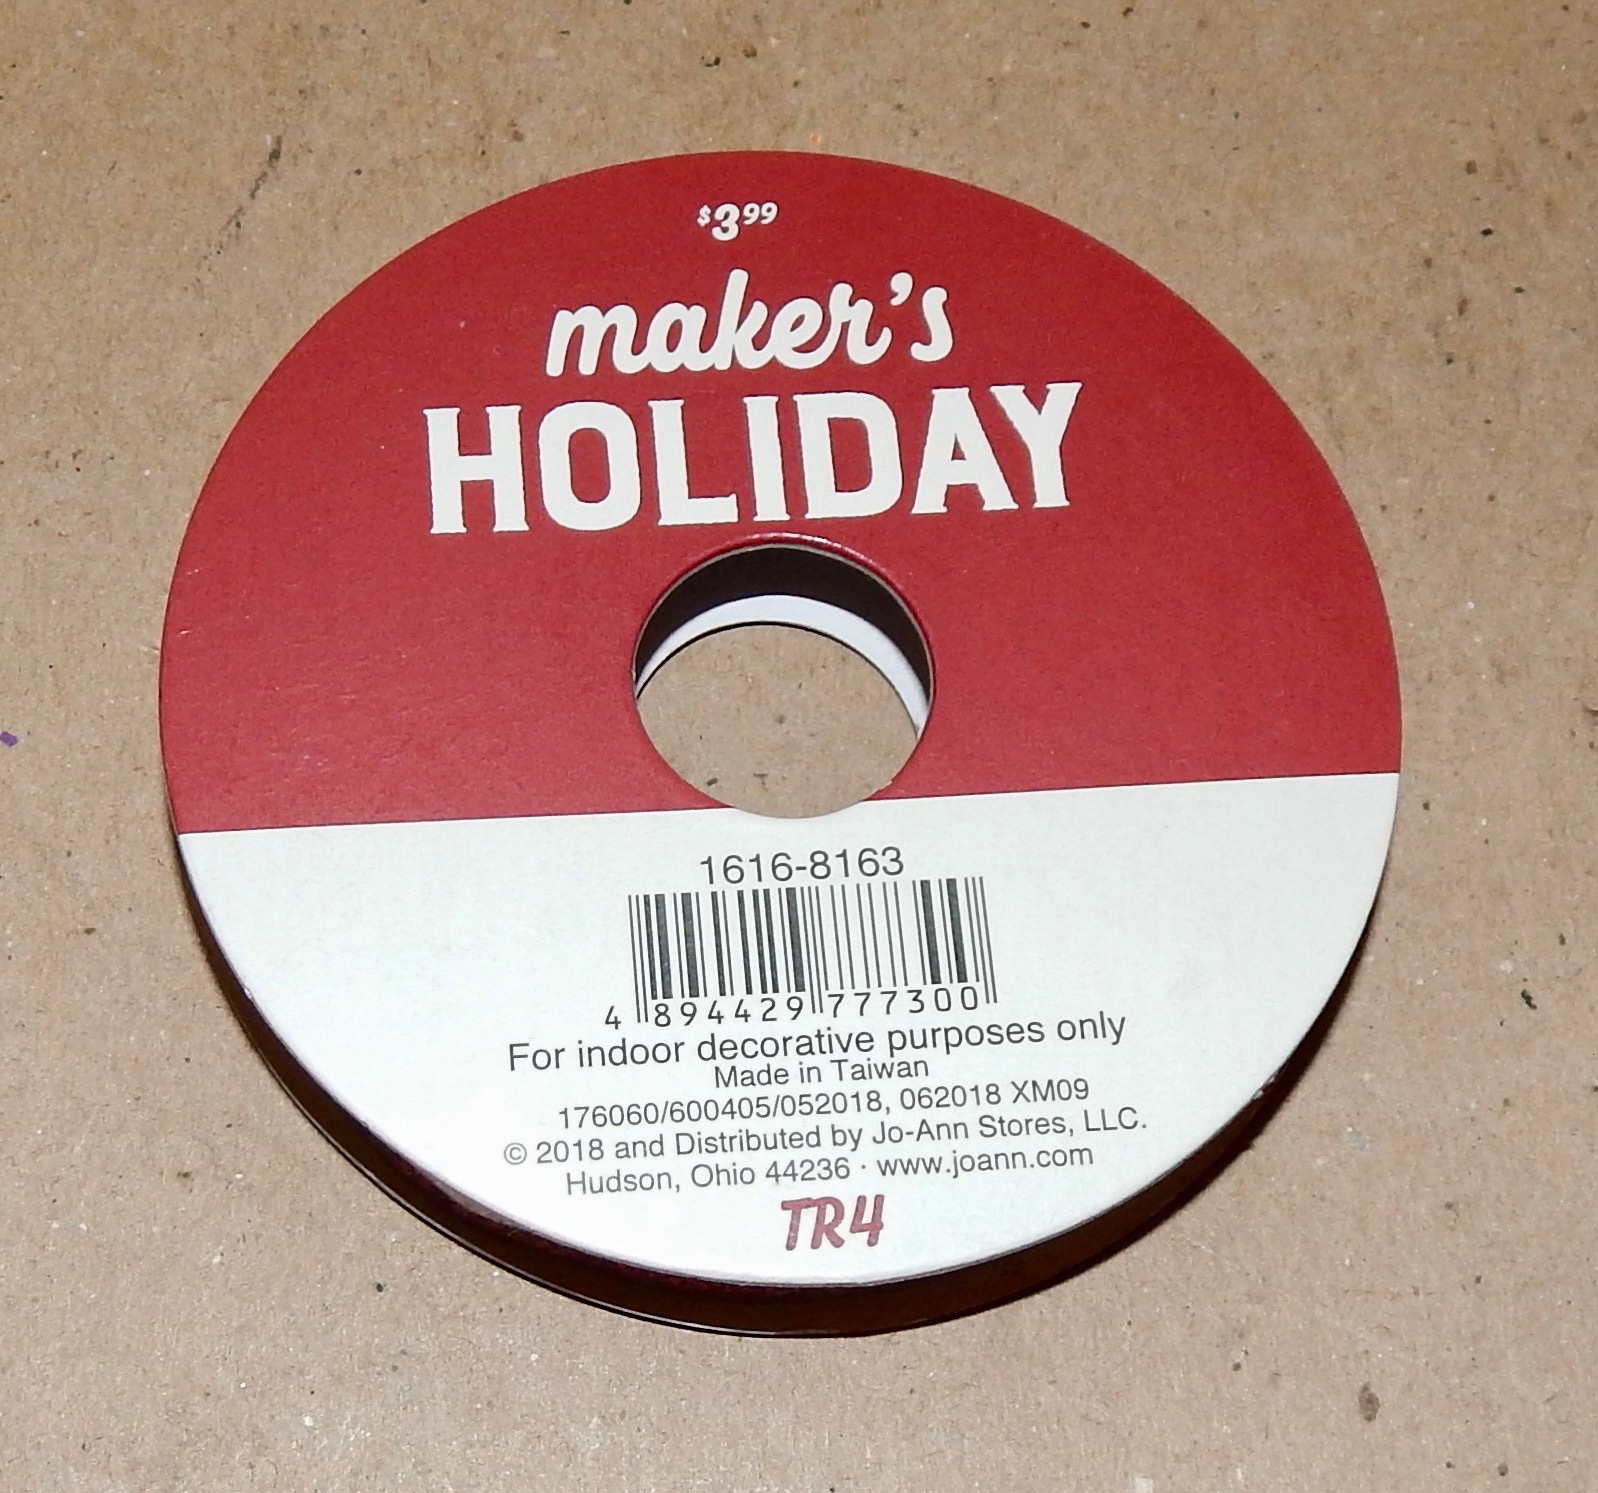 $3.99
maker's
HOLIDAY
1616-8163
4 894429 777300
For indoor decorative purposes only
Made in Taiwan
176060/600405/052018, 062018 XM09
© 2018 and Distributed by Jo-Ann Stores, LLC.
Hudson, Ohio 44236 · www.joann.com
TR4